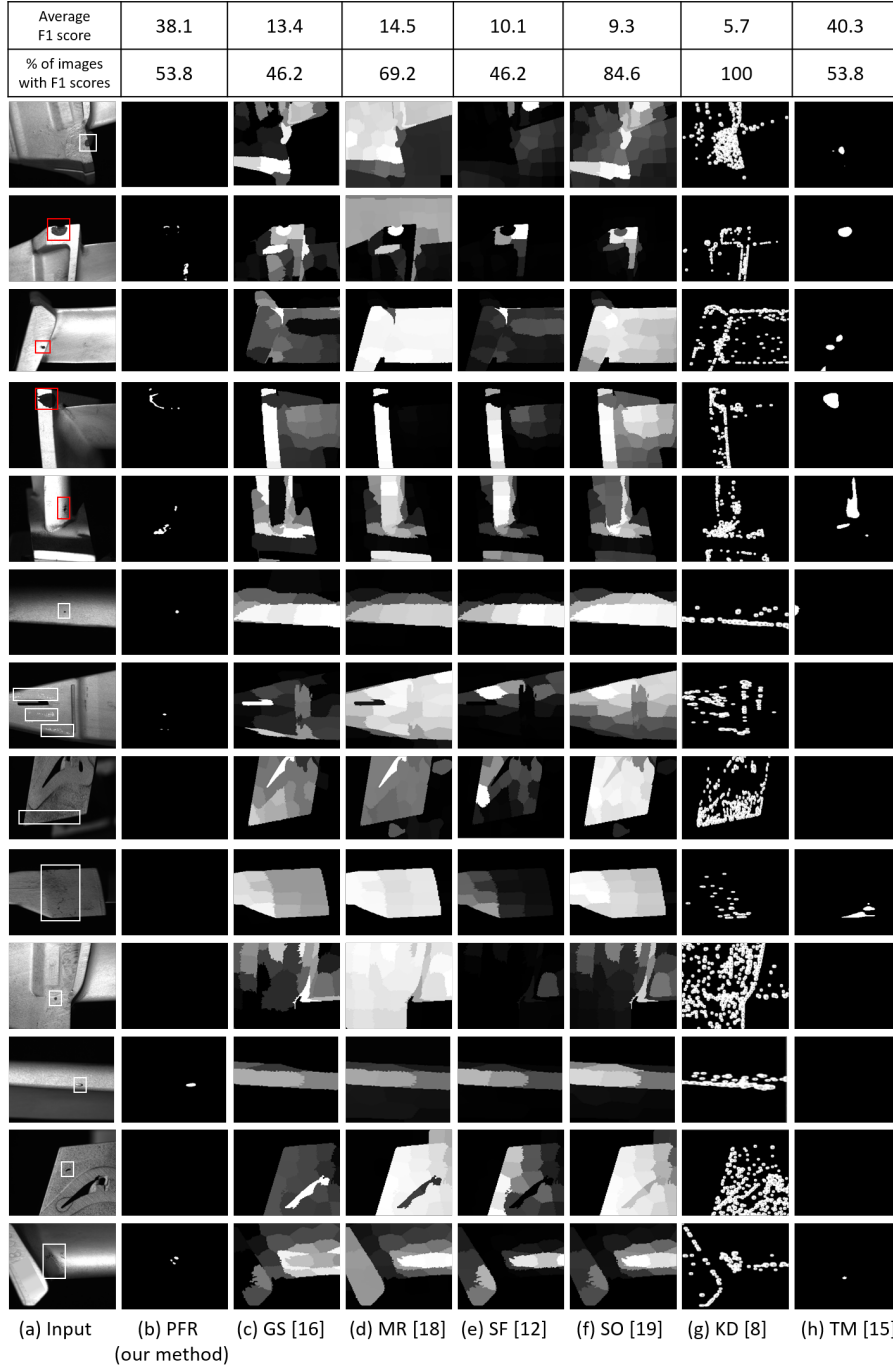 Average
F1 score
38.1
13.4
14.5
10.1
9.3
5.7
40.3
% of images
with F1 scores
53.8
46.2
69.2
46.2
84.6
100
53.8
(a) Input
(b) PFR
(our method)
(c) GS [16]
(d) MR [18]
(e) SF [12]
(f) SO [19]
(g) KD [8]
(h) TM [15]